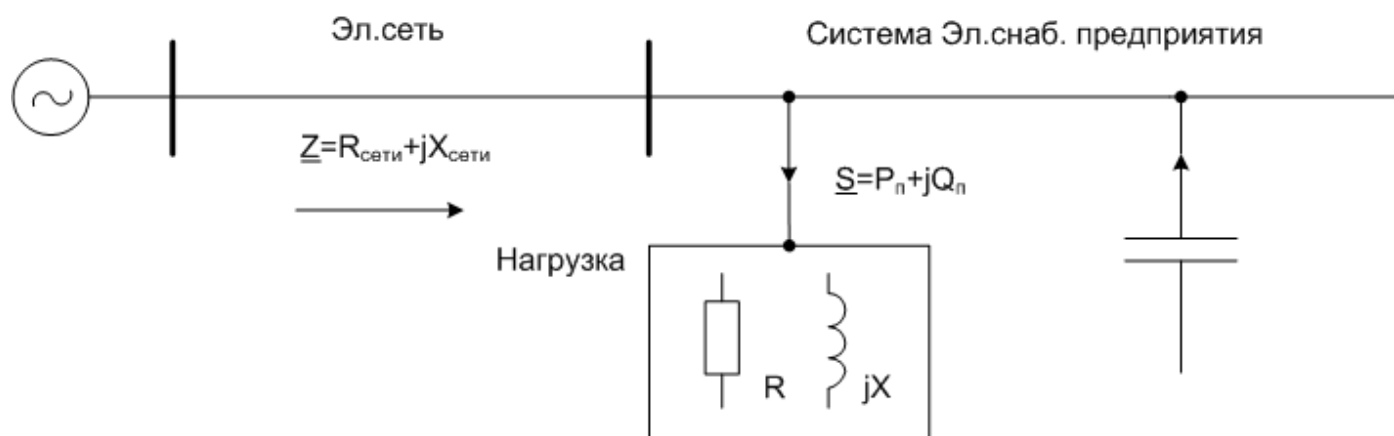 Эл.сеть
Система Эл.снаб. предприятия
Z=Rсети+jXсети
S=Pп+jQп
Нагрузка
R
jX